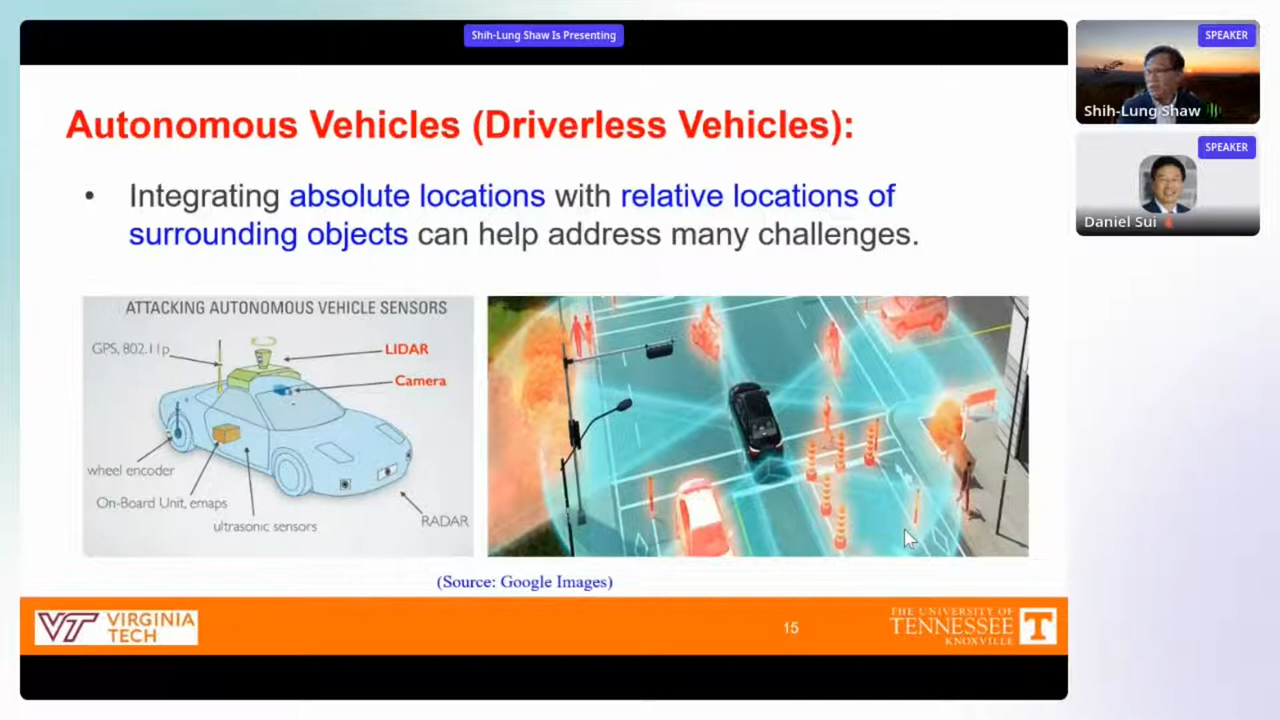 Shih-Lung Shaw Is Presenting
SPEAKER
Shih-Lung Shaw
SPEAKER
Daniel Sui
Autonomous Vehicles (Driverless Vehicles):
• Integrating absolute locations with relative locations of
surrounding objects can help address many challenges.
ATTACKING AUTONOMOUS VEHICLE SENSORS
GPS, 802.11p
LIDAR
Camera
wheel encoder
On-Board Unit, emaps
ultrasonic sensors
RADAR
(Source: Google Images)
VT VIRGINIA
TECH
15
THE UNIVERSITY OF
TENNESSEE
KNOXVILLE
T